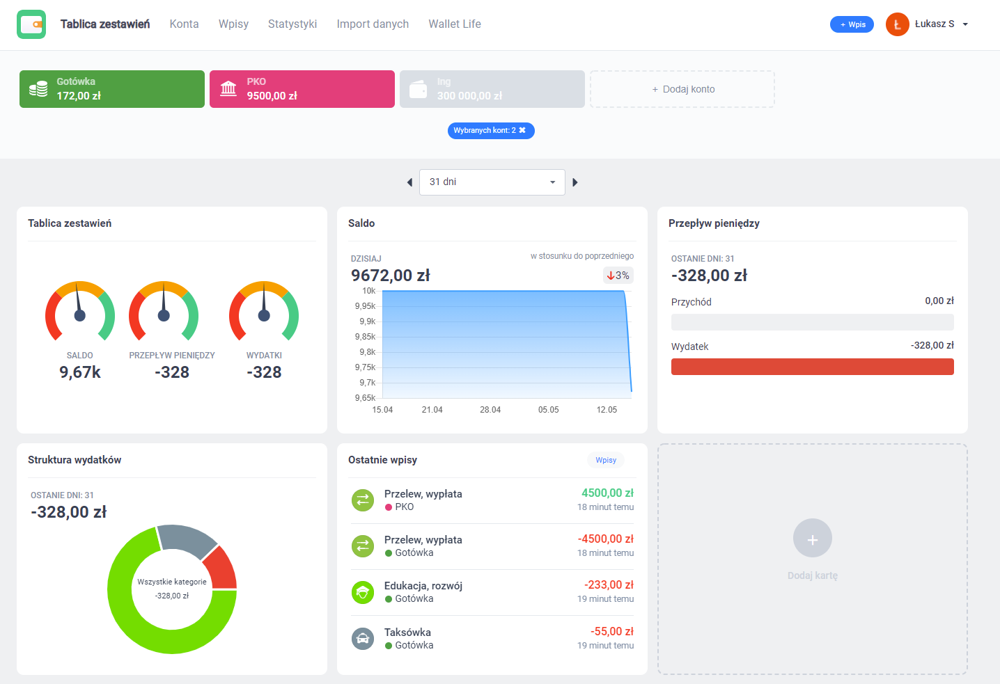 Tablica zestawień
Konta
Wpisy
Statystyki
Import danych
Wallet Life
+ Wpis
Ł
Łukasz S
Gotówka
172,00 zł
PKO
9500,00 zł
Ing
300 000,00 zł
+ Dodaj konto
Wybranych kont: 2 ✖
31 dni
Tablica zestawień
SALDO
9,67k
PRZEPŁYW PIENIĘDZY
-328
WYDATKI
-328
Saldo
DZISIAJ
w stosunku do poprzedniego
9672,00 zł
3%
10k
9,95k
9,9k
9,85k
9,8k
9,75k
9,7k
9,65k
15.04
21.04
28.04
05.05
12.05
Przepływ pieniędzy
OSTANIE DNI: 31
-328,00 zł
Przychód
0,00 zł
Wydatek
-328,00 zł
Struktura wydatków
OSTANIE DNI: 31
-328,00 zł
Wszystkie kategorie
-328,00 zł
Ostatnie wpisy
Wpisy
Przelew, wypłata
4500,00 zł
PKO
18 minut temu
Przelew, wypłata
-4500,00 zł
Gotówka
18 minut temu
Edukacja, rozwój
-233,00 zł
Gotówka
19 minut temu
Taksówka
-55,00 zł
Gotówka
19 minut temu
+
Dodaj kartę